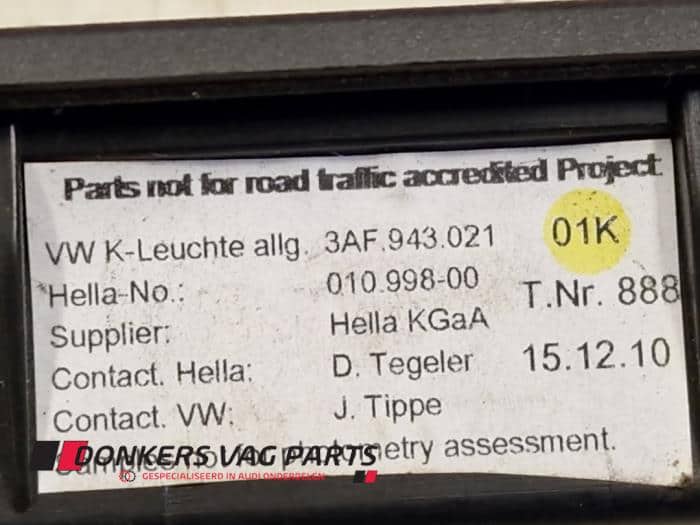 Parts not for road traffic accredited Project
VW K-Leuchte allg. 3AF.943.021 01K
Hella-No.: 010.998-00 T.Nr. 888
Supplier: Hella KGaA
Contact. Hella: D. Tegeler 15.12.10
Contact. VW: J. Tippe
for photometry assessment.
DONKERS VAG PARTS
GESPECIALISEERD IN AUDI ONDERDELEN